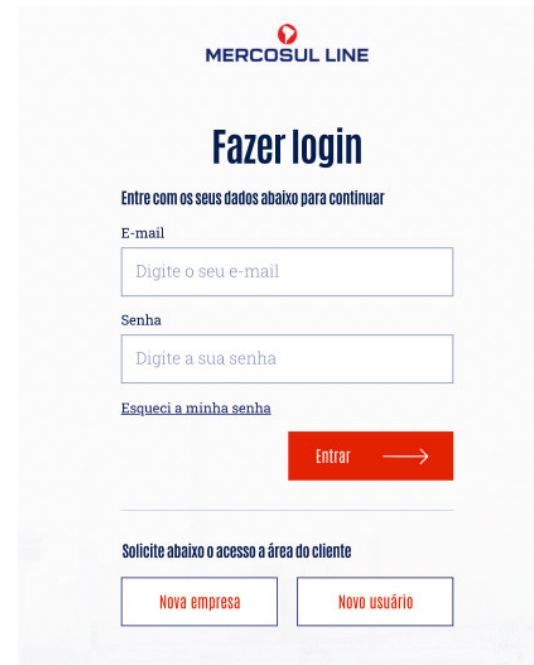 MERCOSUL LINE
Fazer login
Entre com os seus dados abaixo para continuar
E-mail
Digite o seu e-mail
Senha
Digite a sua senha
Esqueci a minha senha
Entrar
Solicite abaixo o acesso a área do cliente
Nova empresa
Novo usuário